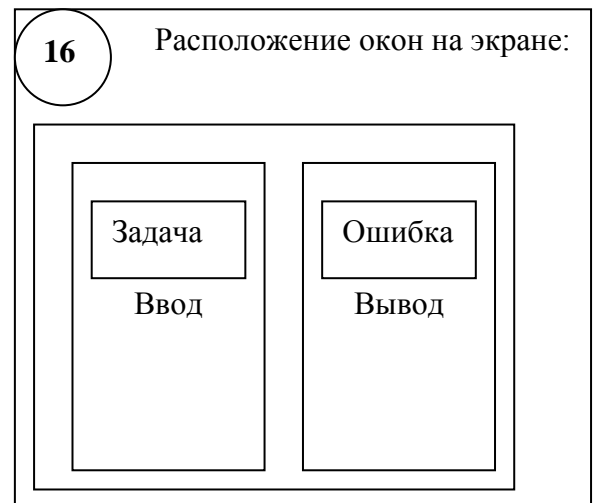 16
Расположение окон на экране:
Задача
Ошибка
Ввод
Вывод